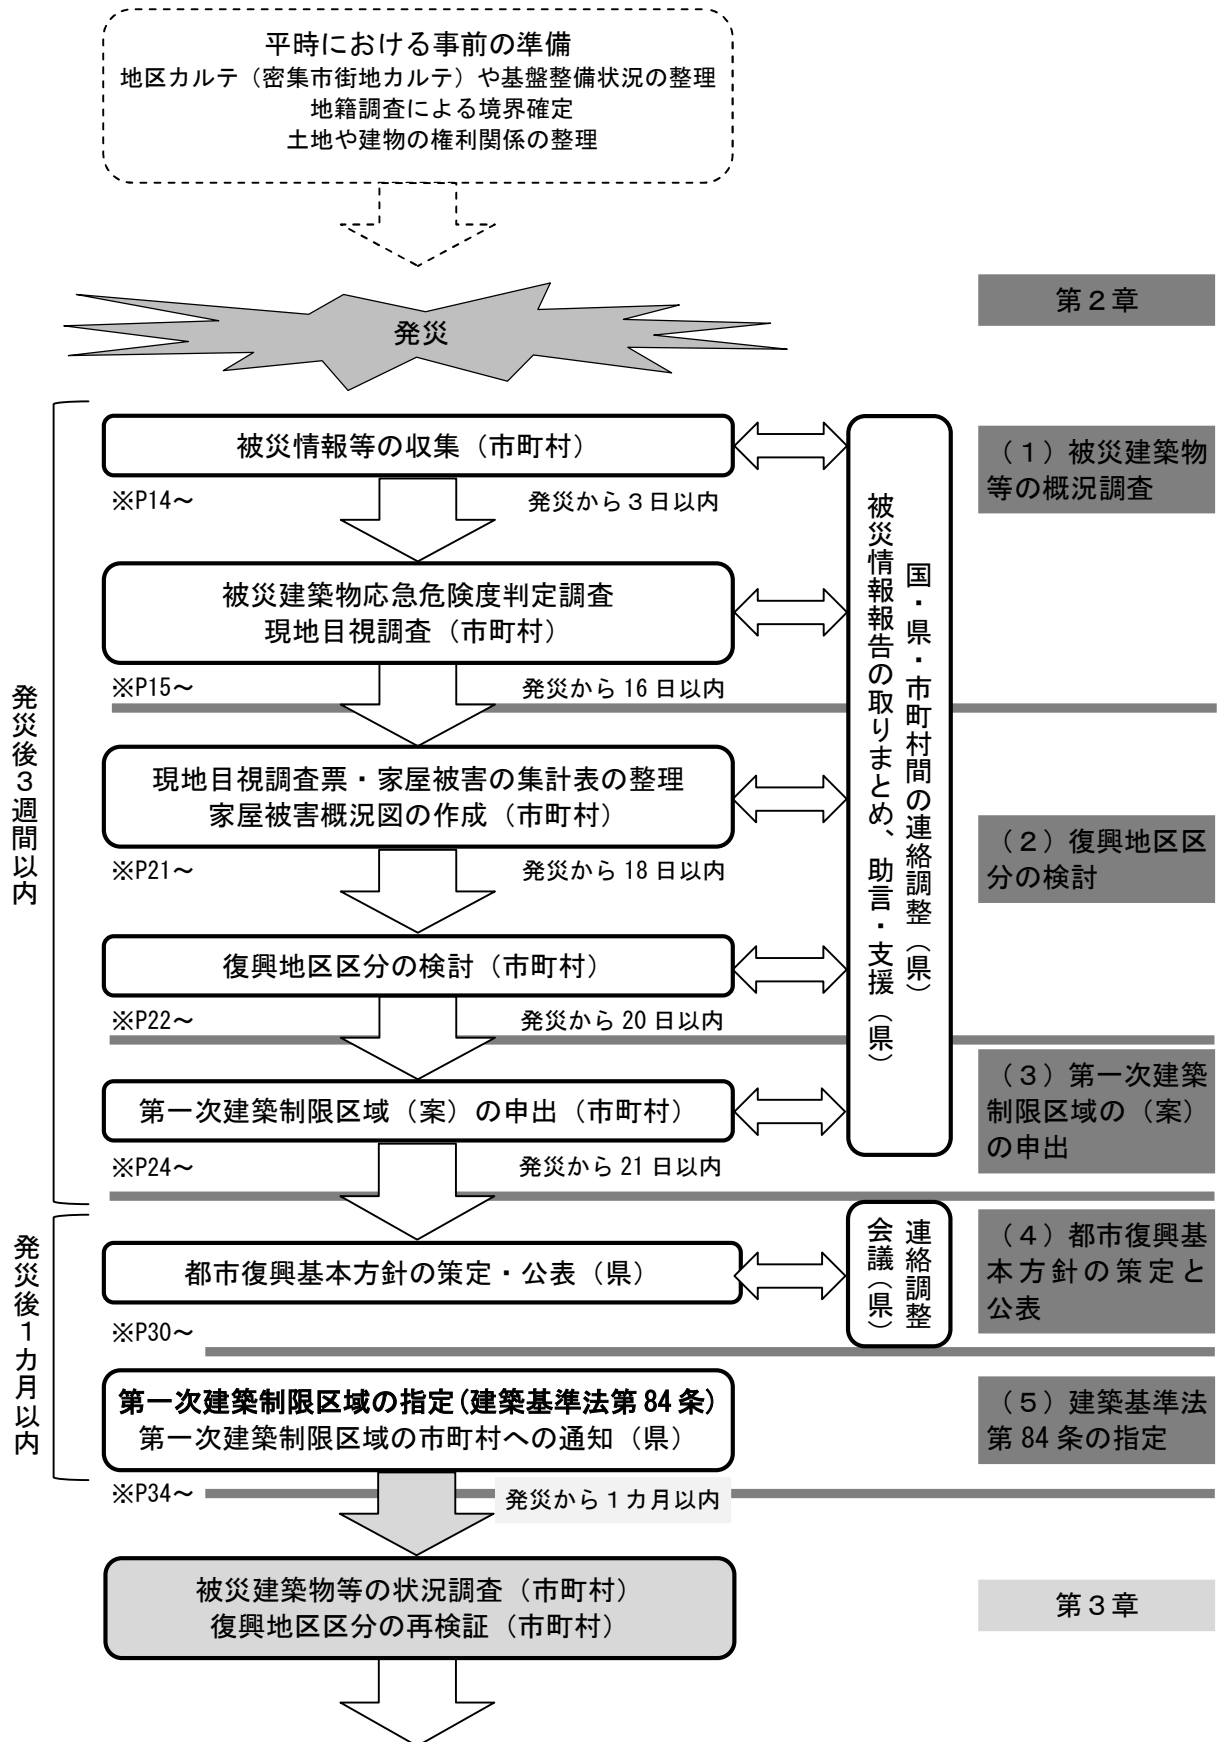 平時における事前の準備
地区カルテ（密集市街地カルテ）や基盤整備状況の整理
地籍調査による境界確定
土地や建物の権利関係の整理
第２章
発災
発災後３週間以内
被災情報等の収集（市町村）
※P14～
発災から３日以内
（１）被災建築物
等の概況調査
国・県・市町村間の連絡調整（県）
被災情報報告の取りまとめ、助言・支援（県）
被災建築物応急危険度判定調査
現地目視調査（市町村）
※P15～
発災から 16 日以内
現地目視調査票・家屋被害の集計表の整理
家屋被害概況図の作成（市町村）
※P21～
発災から 18 日以内
（２）復興地区区
分の検討
復興地区区分の検討（市町村）
※P22～
発災から 20 日以内
第一次建築制限区域（案）の申出（市町村）
※P24～
発災から 21 日以内
（３）第一次建築
制限区域の（案）
の申出
発災後１カ月以内
都市復興基本方針の策定・公表（県）
※P30～
連絡調整
会議（県）
（４）都市復興基
本方針の策定と
公表
第一次建築制限区域の指定(建築基準法第 84 条)
第一次建築制限区域の市町村への通知（県）
※P34～
発災から１カ月以内
（５）建築基準法
第 84 条の指定
被災建築物等の状況調査（市町村）
復興地区区分の再検証（市町村）
第３章